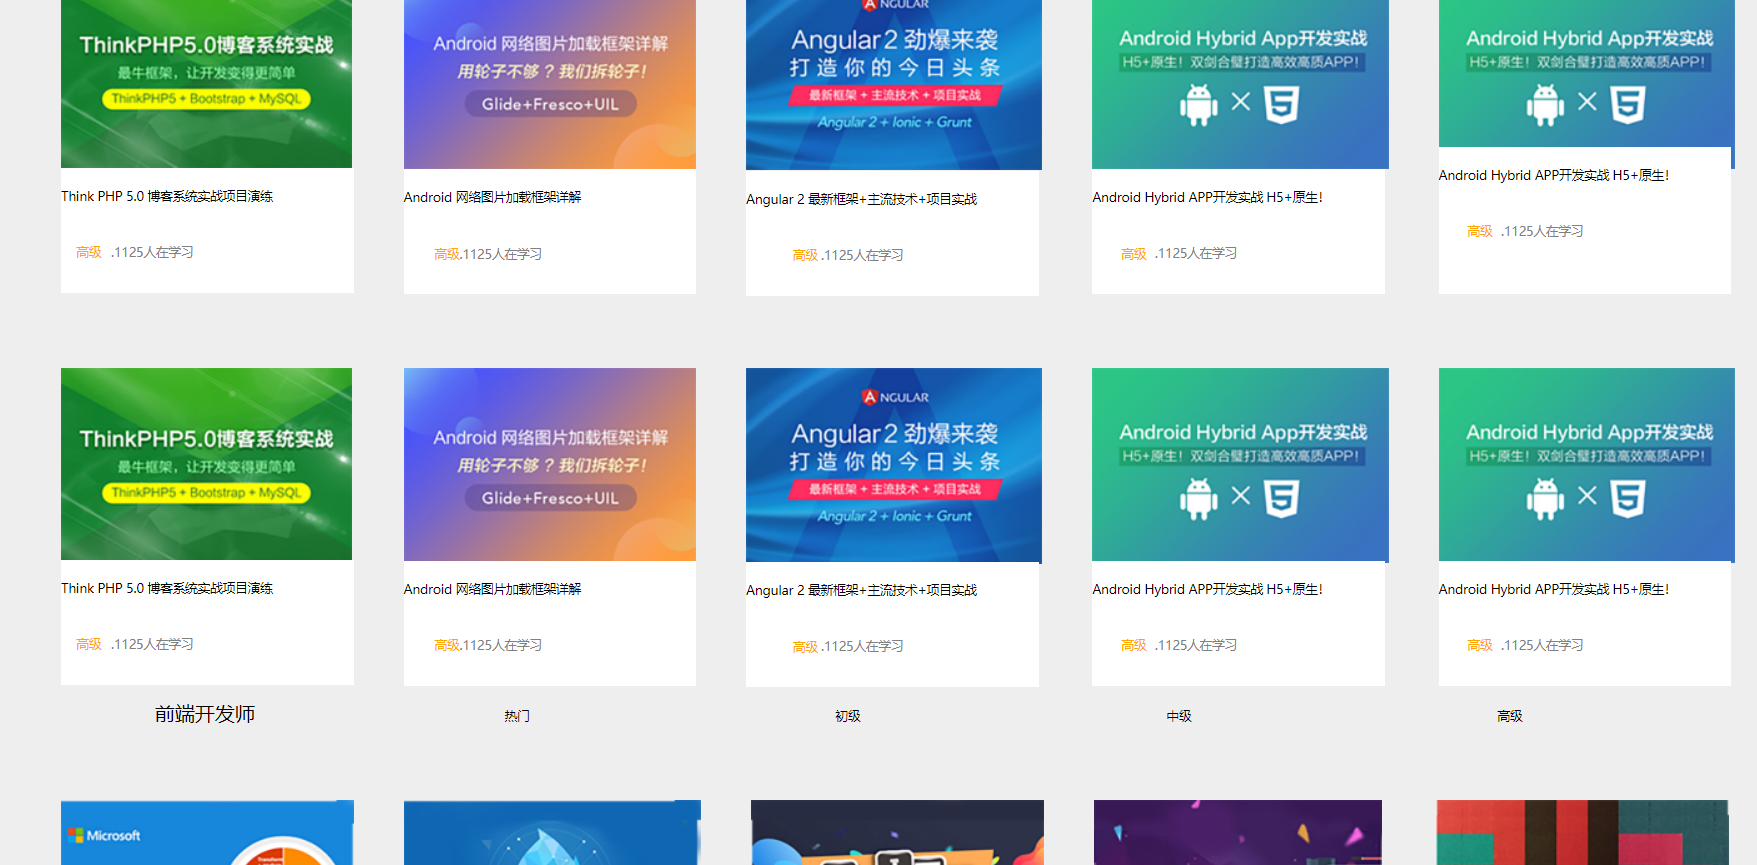 ThinkPHP5.0博客系统实战
最牛框架，让开发变得更简单
ThinkPHP5 + Bootstrap + MySQL
Think PHP 5.0 博客系统实战项目演练
高级 .1125人在学习
Android 网络图片加载框架详解
用轮子不够？我们拆轮子！
Glide+Fresco+UIL
Android 网络图片加载框架详解
高级.1125人在学习
ANGULAR
Angular 2 劲爆来袭
打造你的今日头条
最新框架 + 主流技术 + 项目实战
Angular 2 + Ionic + Grunt
Angular 2 最新框架+主流技术+项目实战
高级 .1125人在学习
Android Hybrid App开发实战
H5+原生！双剑合璧打造高效高质APP！
5
Android Hybrid APP开发实战 H5+原生!
高级 .1125人在学习
Android Hybrid App开发实战
H5+原生！双剑合璧打造高效高质APP！
5
Android Hybrid APP开发实战 H5+原生!
高级 .1125人在学习
ThinkPHP5.0博客系统实战
最牛框架，让开发变得更简单
ThinkPHP5 + Bootstrap + MySQL
Think PHP 5.0 博客系统实战项目演练
高级 .1125人在学习
Android 网络图片加载框架详解
用轮子不够？我们拆轮子！
Glide+Fresco+UIL
Android 网络图片加载框架详解
高级.1125人在学习
ANGULAR
Angular 2 劲爆来袭
打造你的今日头条
最新框架 + 主流技术 + 项目实战
Angular 2 + Ionic + Grunt
Angular 2 最新框架+主流技术+项目实战
高级 .1125人在学习
Android Hybrid App开发实战
H5+原生！双剑合璧打造高效高质APP！
5
Android Hybrid APP开发实战 H5+原生!
高级 .1125人在学习
Android Hybrid App开发实战
H5+原生！双剑合璧打造高效高质APP！
5
Android Hybrid APP开发实战 H5+原生!
高级 .1125人在学习
前端开发师 热门 初级 中级 高级
Microsoft